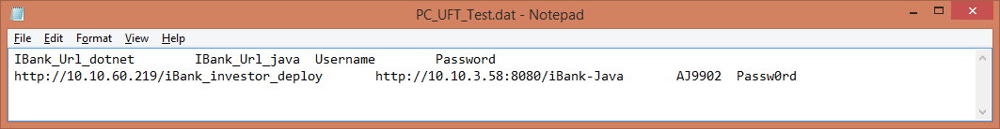 PC_UFT_Test.dat - Notepad
File Edit Format View Help
IBank_Url_dotnet IBank_Url_java Username Password
http://10.10.60.219/iBank_investor_deploy http://10.10.3.58:8080/iBank-Java AJ9902 Passw0rd